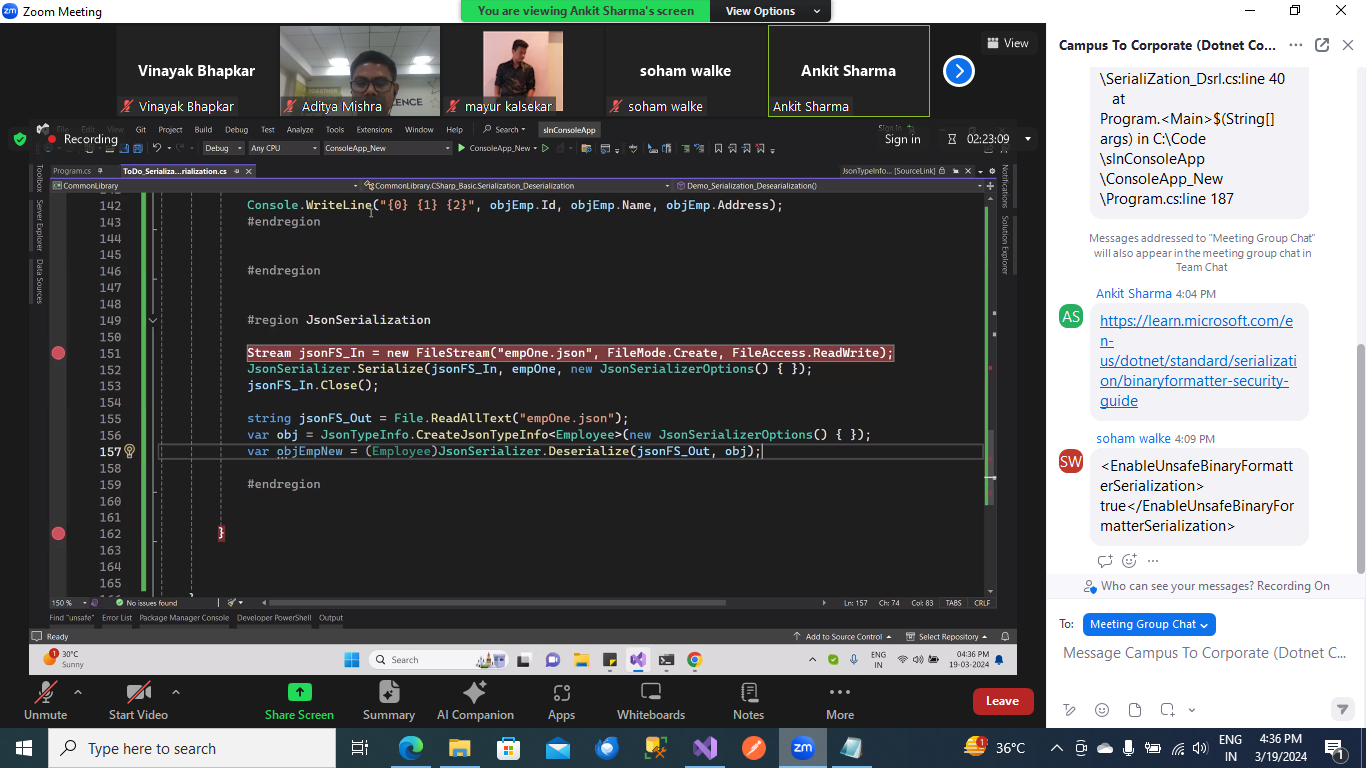 Zoom Meeting
You are viewing Ankit Sharma's screen
View Options
Vinayak Bhapkar
soham walke
Ankit Sharma
View
Vinayak Bhapkar
Aditya Mishra
mayur kalsekar
soham walke
Ankit Sharma
Recording
Git Project Build Debug Test Analyze Tools Extensions Window Help Search slnConsoleApp
Sign in
02:23:09
Debug Any CPU ConsoleApp_New ConsoleApp_New
Program.cs ToDo_Serializa...rialization.cs JsonTypeInfo... [SourceLink]
CommonLibrary CommonLibrary.CSharp_Basic.Serialization_Deserialization Demo_Serialization_Desearialization()
Toolbox
Server Explorer
Data Sources
Notifications
Solution Explorer
142 Console.WriteLine("{0} {1} {2}", objEmp.Id, objEmp.Name, objEmp.Address);
143 #endregion
144
145
146 #endregion
147
148
149 #region JsonSerialization
150
151 Stream jsonFS_In = new FileStream("empOne.json", FileMode.Create, FileAccess.ReadWrite);
152 JsonSerializer.Serialize(jsonFS_In, empOne, new JsonSerializerOptions() { });
153 jsonFS_In.Close();
154
155 string jsonFS_Out = File.ReadAllText("empOne.json");
156 var obj = JsonTypeInfo.CreateJsonTypeInfo<Employee>(new JsonSerializerOptions() { });
157 var objEmpNew = (Employee)JsonSerializer.Deserialize(jsonFS_Out, obj);
158
159 #endregion
160
161
162 }
163
164
165
150 % No issues found Ln: 157 Ch: 74 Col: 83 TABS CRLF
Find "unsafe" Error List Package Manager Console Developer PowerShell Output
Ready Add to Source Control Select Repository
1
30°C
Sunny
Search
ENG
IN
04:36 PM
19-03-2024
Unmute
Start Video
Share Screen
Summary
AI Companion
Apps
Whiteboards
Notes
More
Leave
Campus To Corporate (Dotnet Co...
\SerialiZation_Dsrl.cs:line 40
at
Program.<Main>$(String[]
args) in C:\Code
\slnConsoleApp
\ConsoleApp_New
\Program.cs:line 187
Messages addressed to "Meeting Group Chat"
will also appear in the meeting group chat in
Team Chat
Ankit Sharma 4:04 PM
AS
https://learn.microsoft.com/e
n-
us/dotnet/standard/serializati
on/binaryformatter-security-
guide
soham walke 4:09 PM
SW
<EnableUnsafeBinaryFormatt
erSerialization>
true</EnableUnsafeBinaryFor
matterSerialization>
Who can see your messages? Recording On
To: Meeting Group Chat
Message Campus To Corporate (Dotnet C...
Type here to search
zm
1
36°C
ENG
IN
4:36 PM
3/19/2024
1